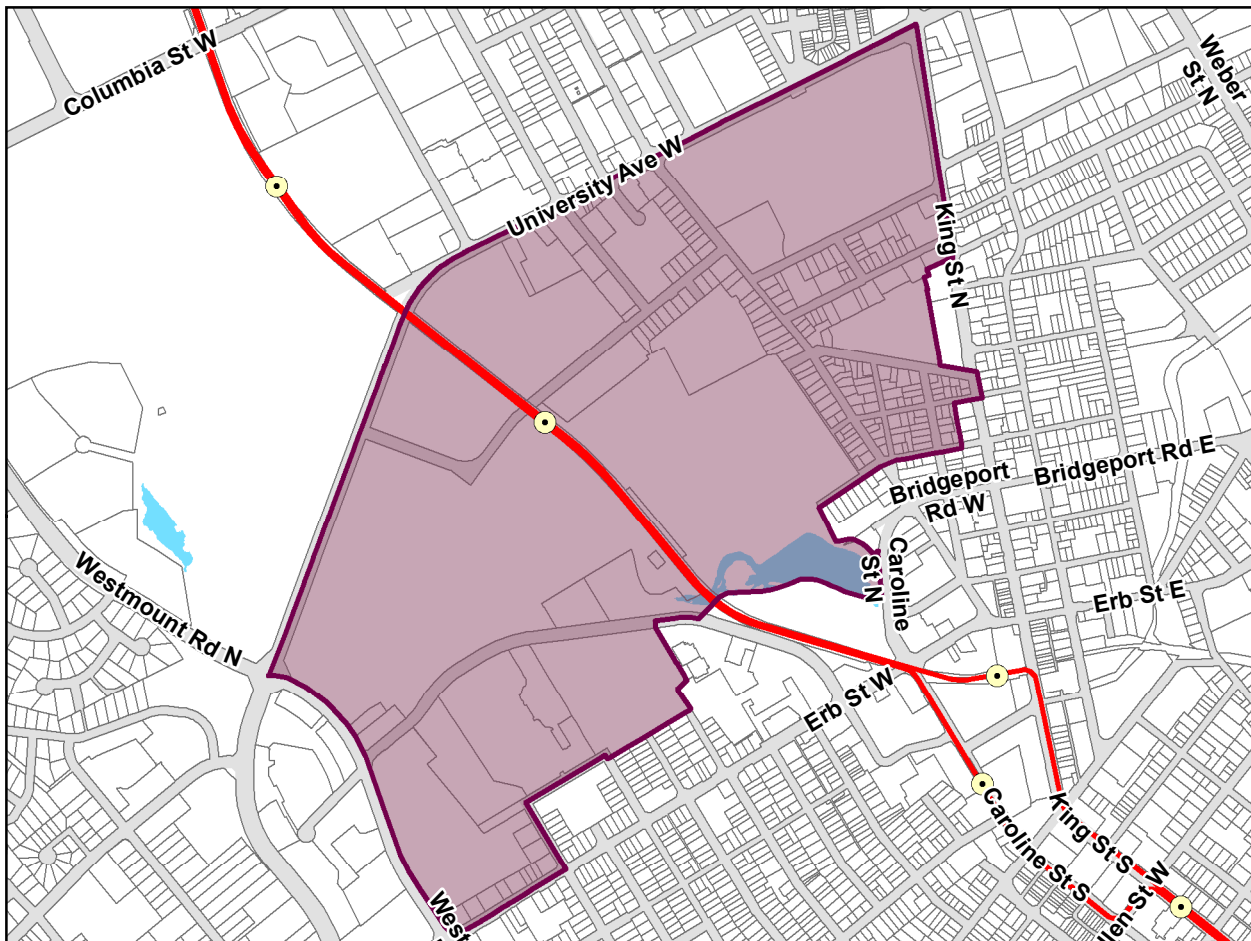 Columbia St W
Weber
St N
University Ave W
King St N
Bridgeport Rd E
Bridgeport
Rd W
Caroline
St N
Westmount Rd N
Erb St E
Erb St W
King St S
Caroline St S